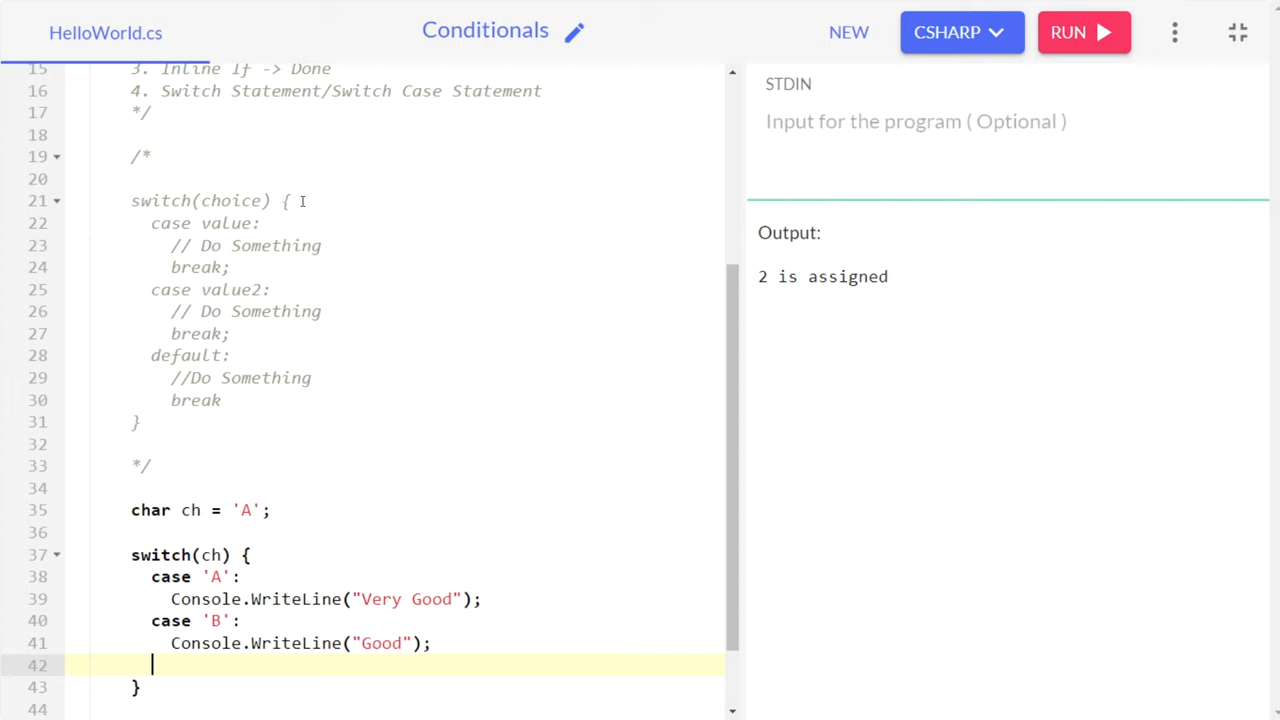 HelloWorld.cs
Conditionals
NEW
CSHARP
RUN
15 3. Inline If -> Done
16 4. Switch Statement/Switch Case Statement
17 */
18
19 /*
20
21 switch(choice) {
22 case value:
23 // Do Something
24 break;
25 case value2:
26 // Do Something
27 break;
28 default:
29 //Do Something
30 break
31 }
32
33 */
34
35 char ch = 'A';
36
37 switch(ch) {
38 case 'A':
39 Console.WriteLine("Very Good");
40 case 'B':
41 Console.WriteLine("Good");
42
43 }
44
STDIN
Input for the program ( Optional )
Output:
2 is assigned